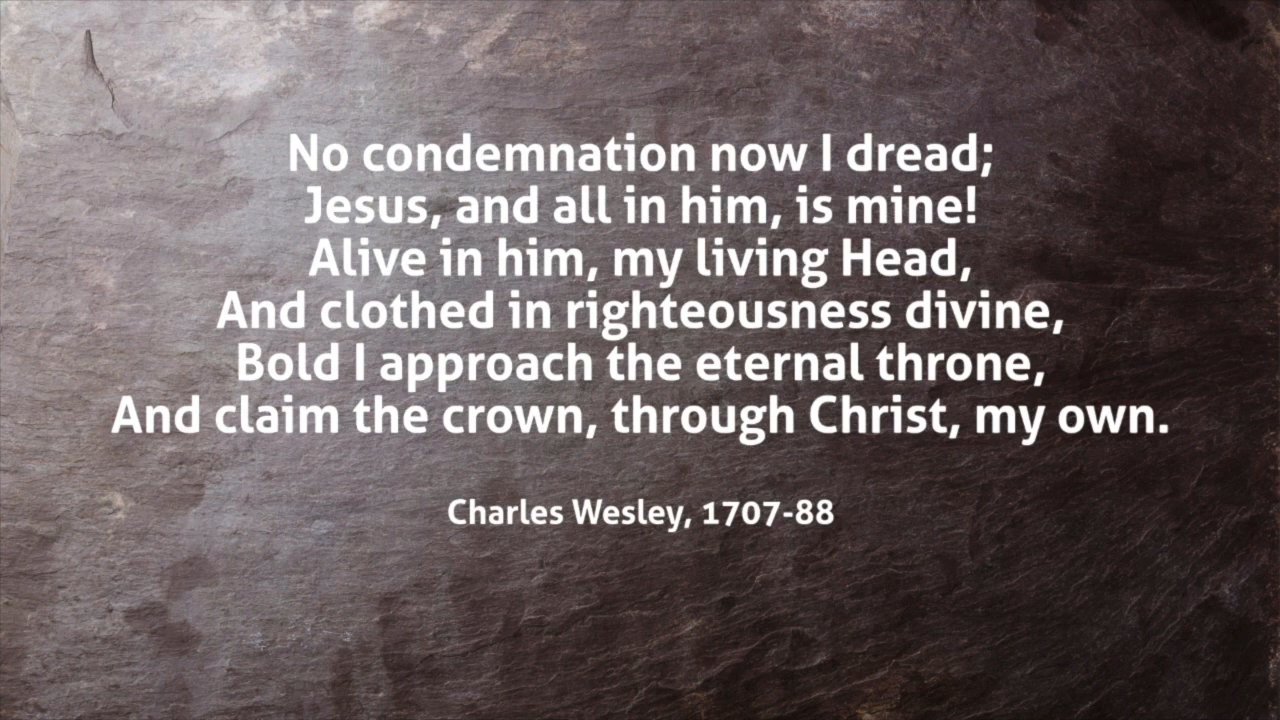 No condemnation now I dread;
Jesus, and all in him, is mine!
Alive in him, my living Head,
And clothed in righteousness divine,
Bold I approach the eternal throne,
And claim the crown, through Christ, my own.
Charles Wesley, 1707-88